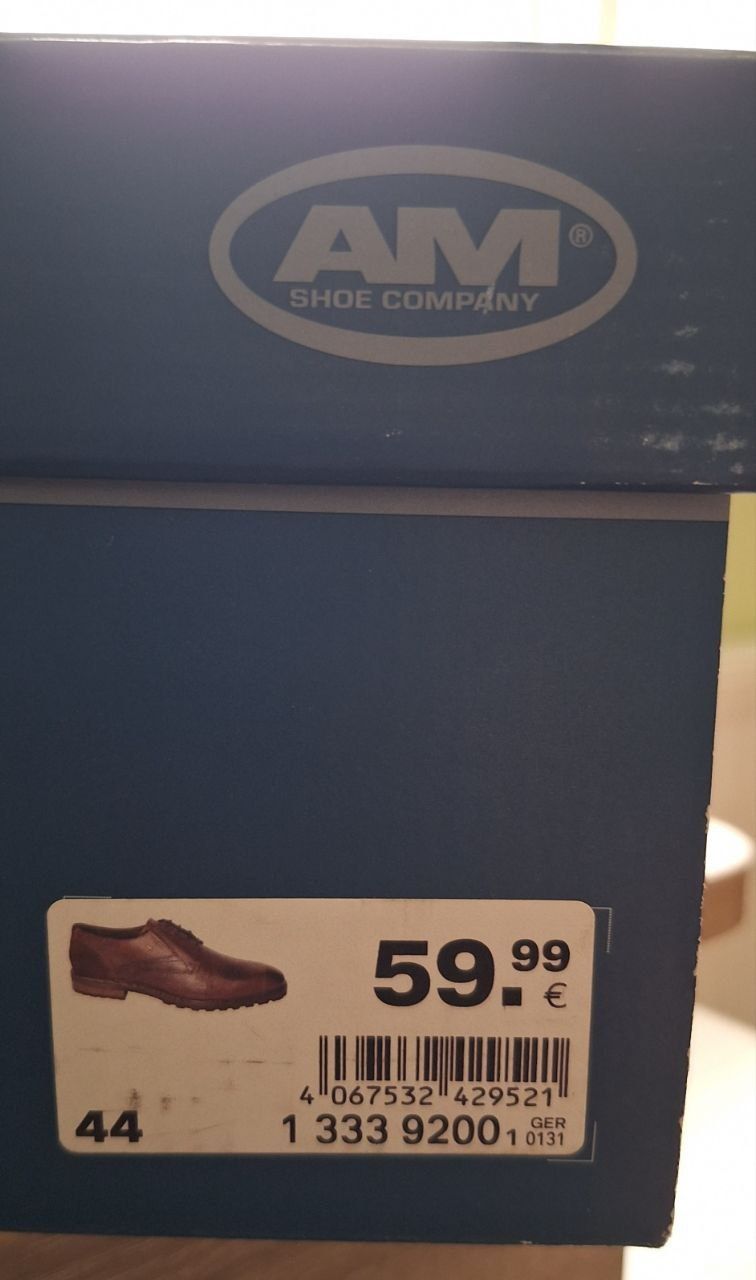 AM®
SHOE COMPANY
59.99
€
4 067532 429521
44
1 333 9200 1
GER
0131